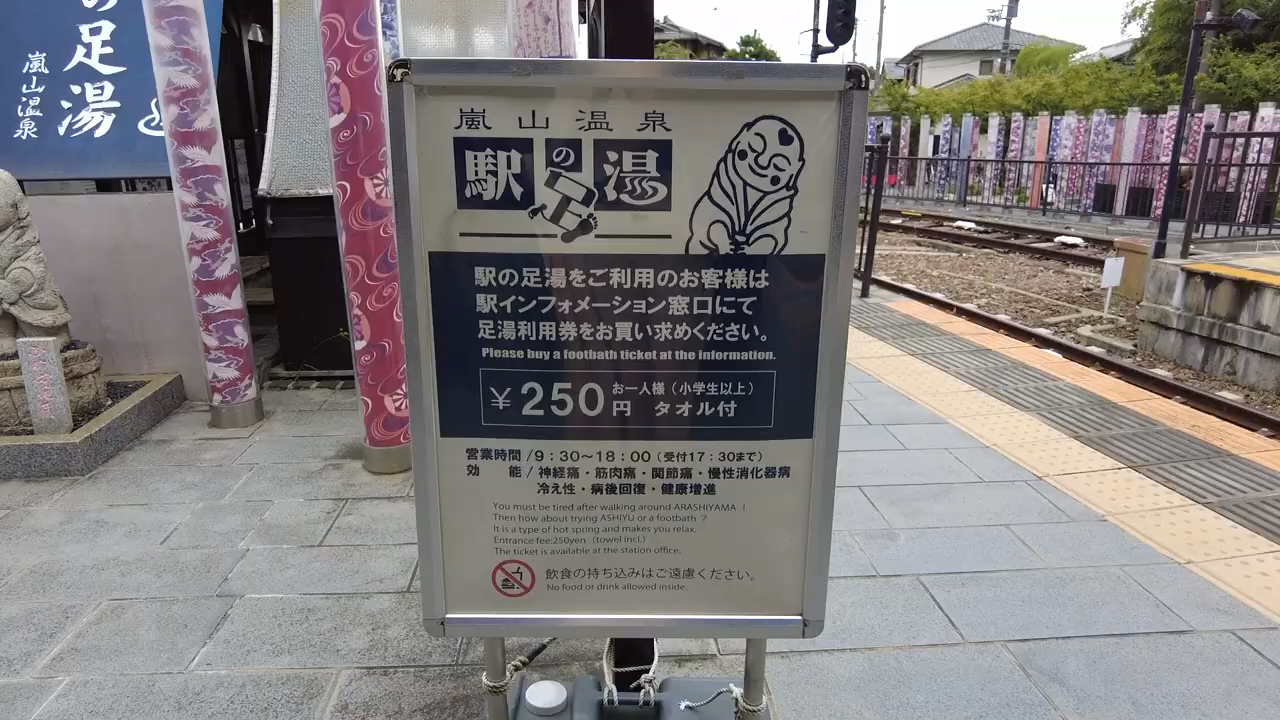 の足湯
嵐山温泉
嵐山温泉
駅の湯
駅の足湯をご利用のお客様は
駅インフォメーション窓口にて
足湯利用券をお買い求めください。
Please buy a footbath ticket at the information.
¥250円 お一人様（小学生以上）タオル付
営業時間/9：30〜18：00（受付17：30まで）
効 能/神経痛・筋肉痛・関節痛・慢性消化器病
冷え性・病後回復・健康増進
You must be tired after walking around ARASHIYAMA !
Then how about trying ASHIYU or a footbath ?
It is a type of hot spring and makes you relax.
Entrance fee:250yen（towel incl.）
The ticket is available at the station office.
飲食の持ち込みはご遠慮ください。
No food or drink allowed inside.